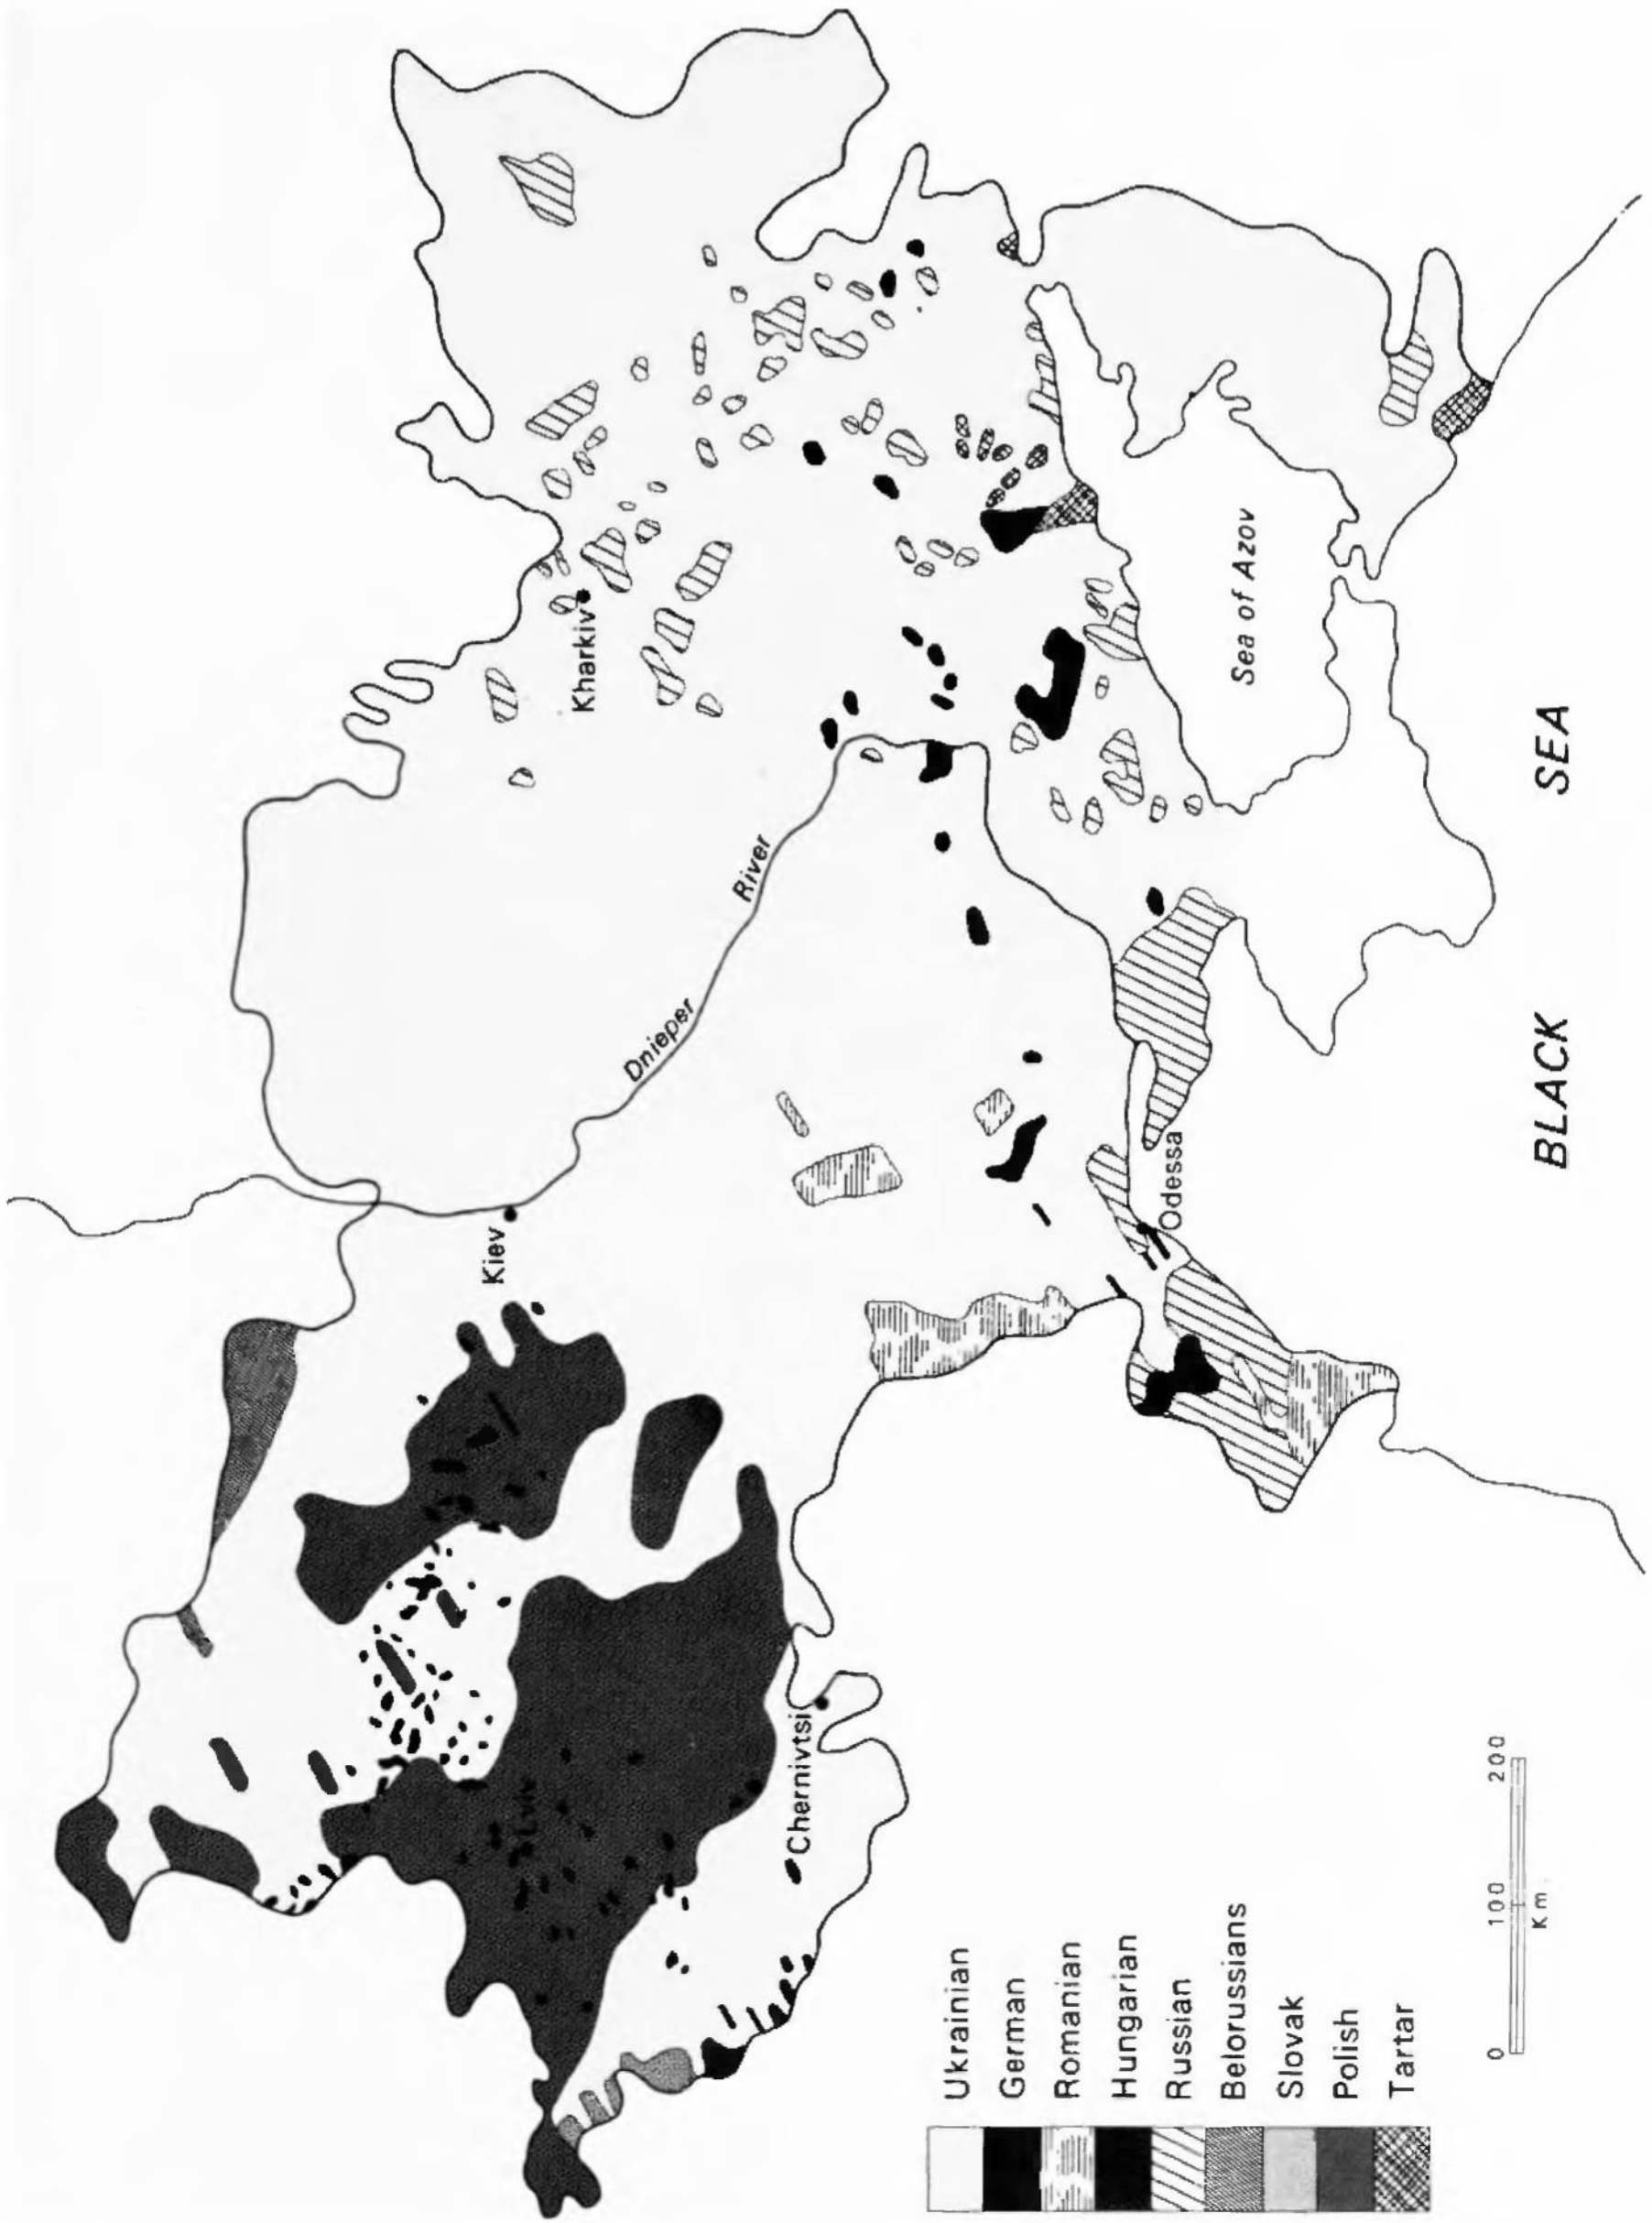 Kharkiv
Dnieper
River
Kiev
Lviv
Chernivtsi
Odessa
Sea of Azov
BLACK
SEA
Ukrainian
German
Romanian
Hungarian
Russian
Belorussians
Slovak
Polish
Tartar
0 100 200
Km.